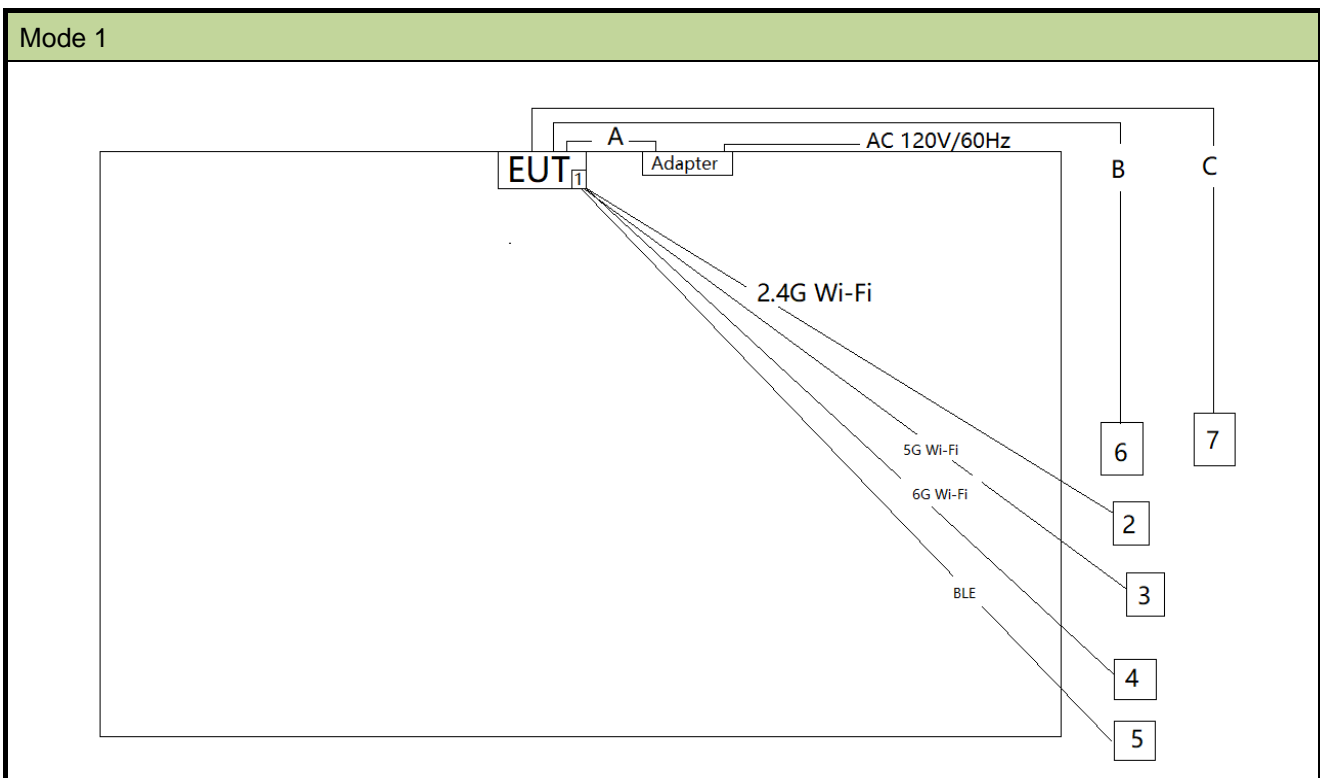 Mode 1
A
AC 120V/60Hz
EUT
1
Adapter
B
C
2.4G Wi-Fi
5G Wi-Fi
6
7
6G Wi-Fi
2
BLE
3
4
5